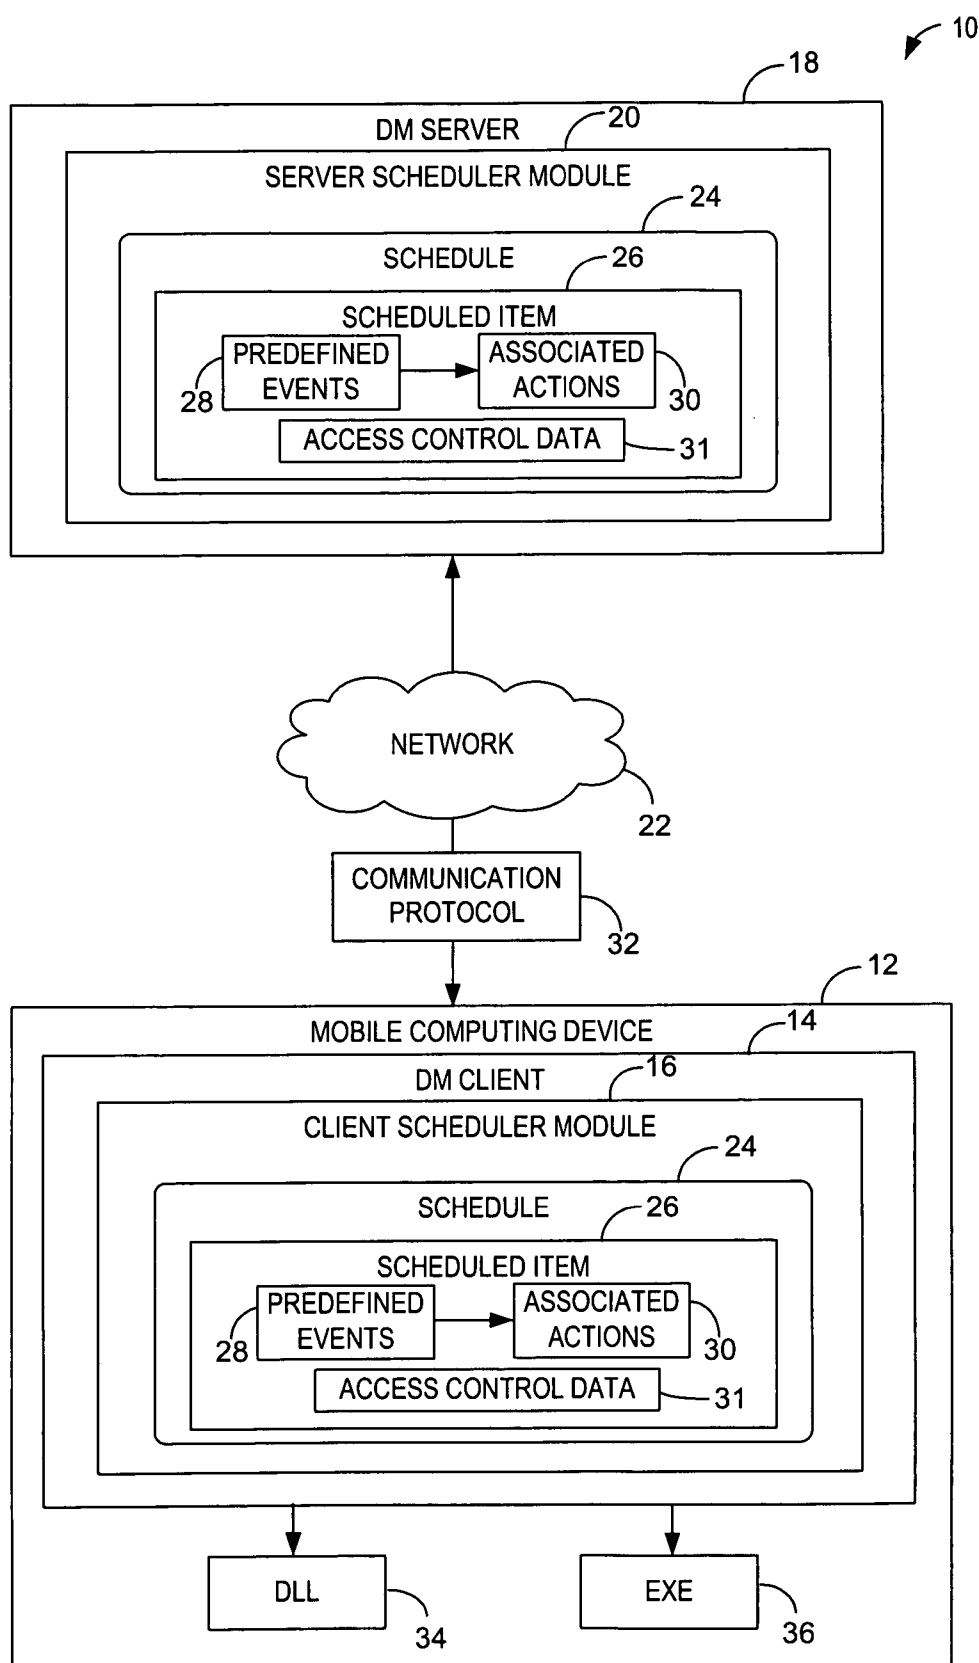 10
18
DM SERVER
20
SERVER SCHEDULER MODULE
24
SCHEDULE
26
SCHEDULED ITEM
PREDEFINED
EVENTS
28
ASSOCIATED
ACTIONS
30
ACCESS CONTROL DATA
31
NETWORK
22
COMMUNICATION
PROTOCOL
32
12
MOBILE COMPUTING DEVICE
14
DM CLIENT
16
CLIENT SCHEDULER MODULE
24
SCHEDULE
26
SCHEDULED ITEM
PREDEFINED
EVENTS
28
ASSOCIATED
ACTIONS
30
ACCESS CONTROL DATA
31
DLL
34
EXE
36